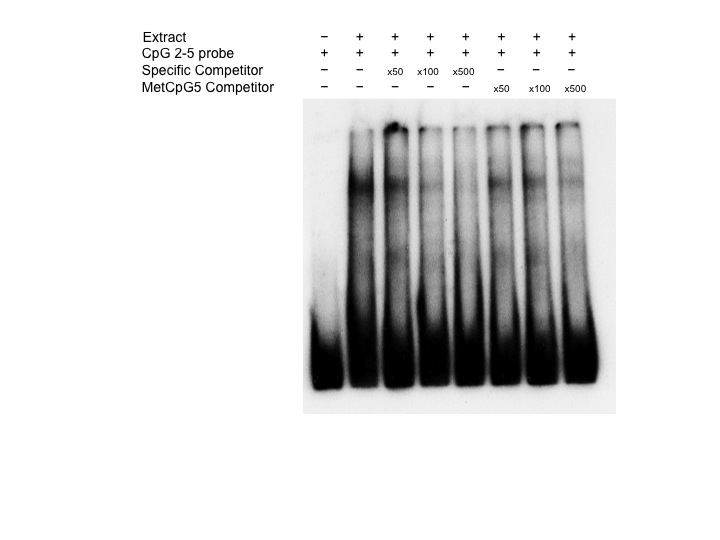 Extract − + + + + + + +
CpG 2-5 probe + + + + + + + +
Specific Competitor − − x50 x100 x500 − − −
MetCpG5 Competitor − − − − − x50 x100 x500